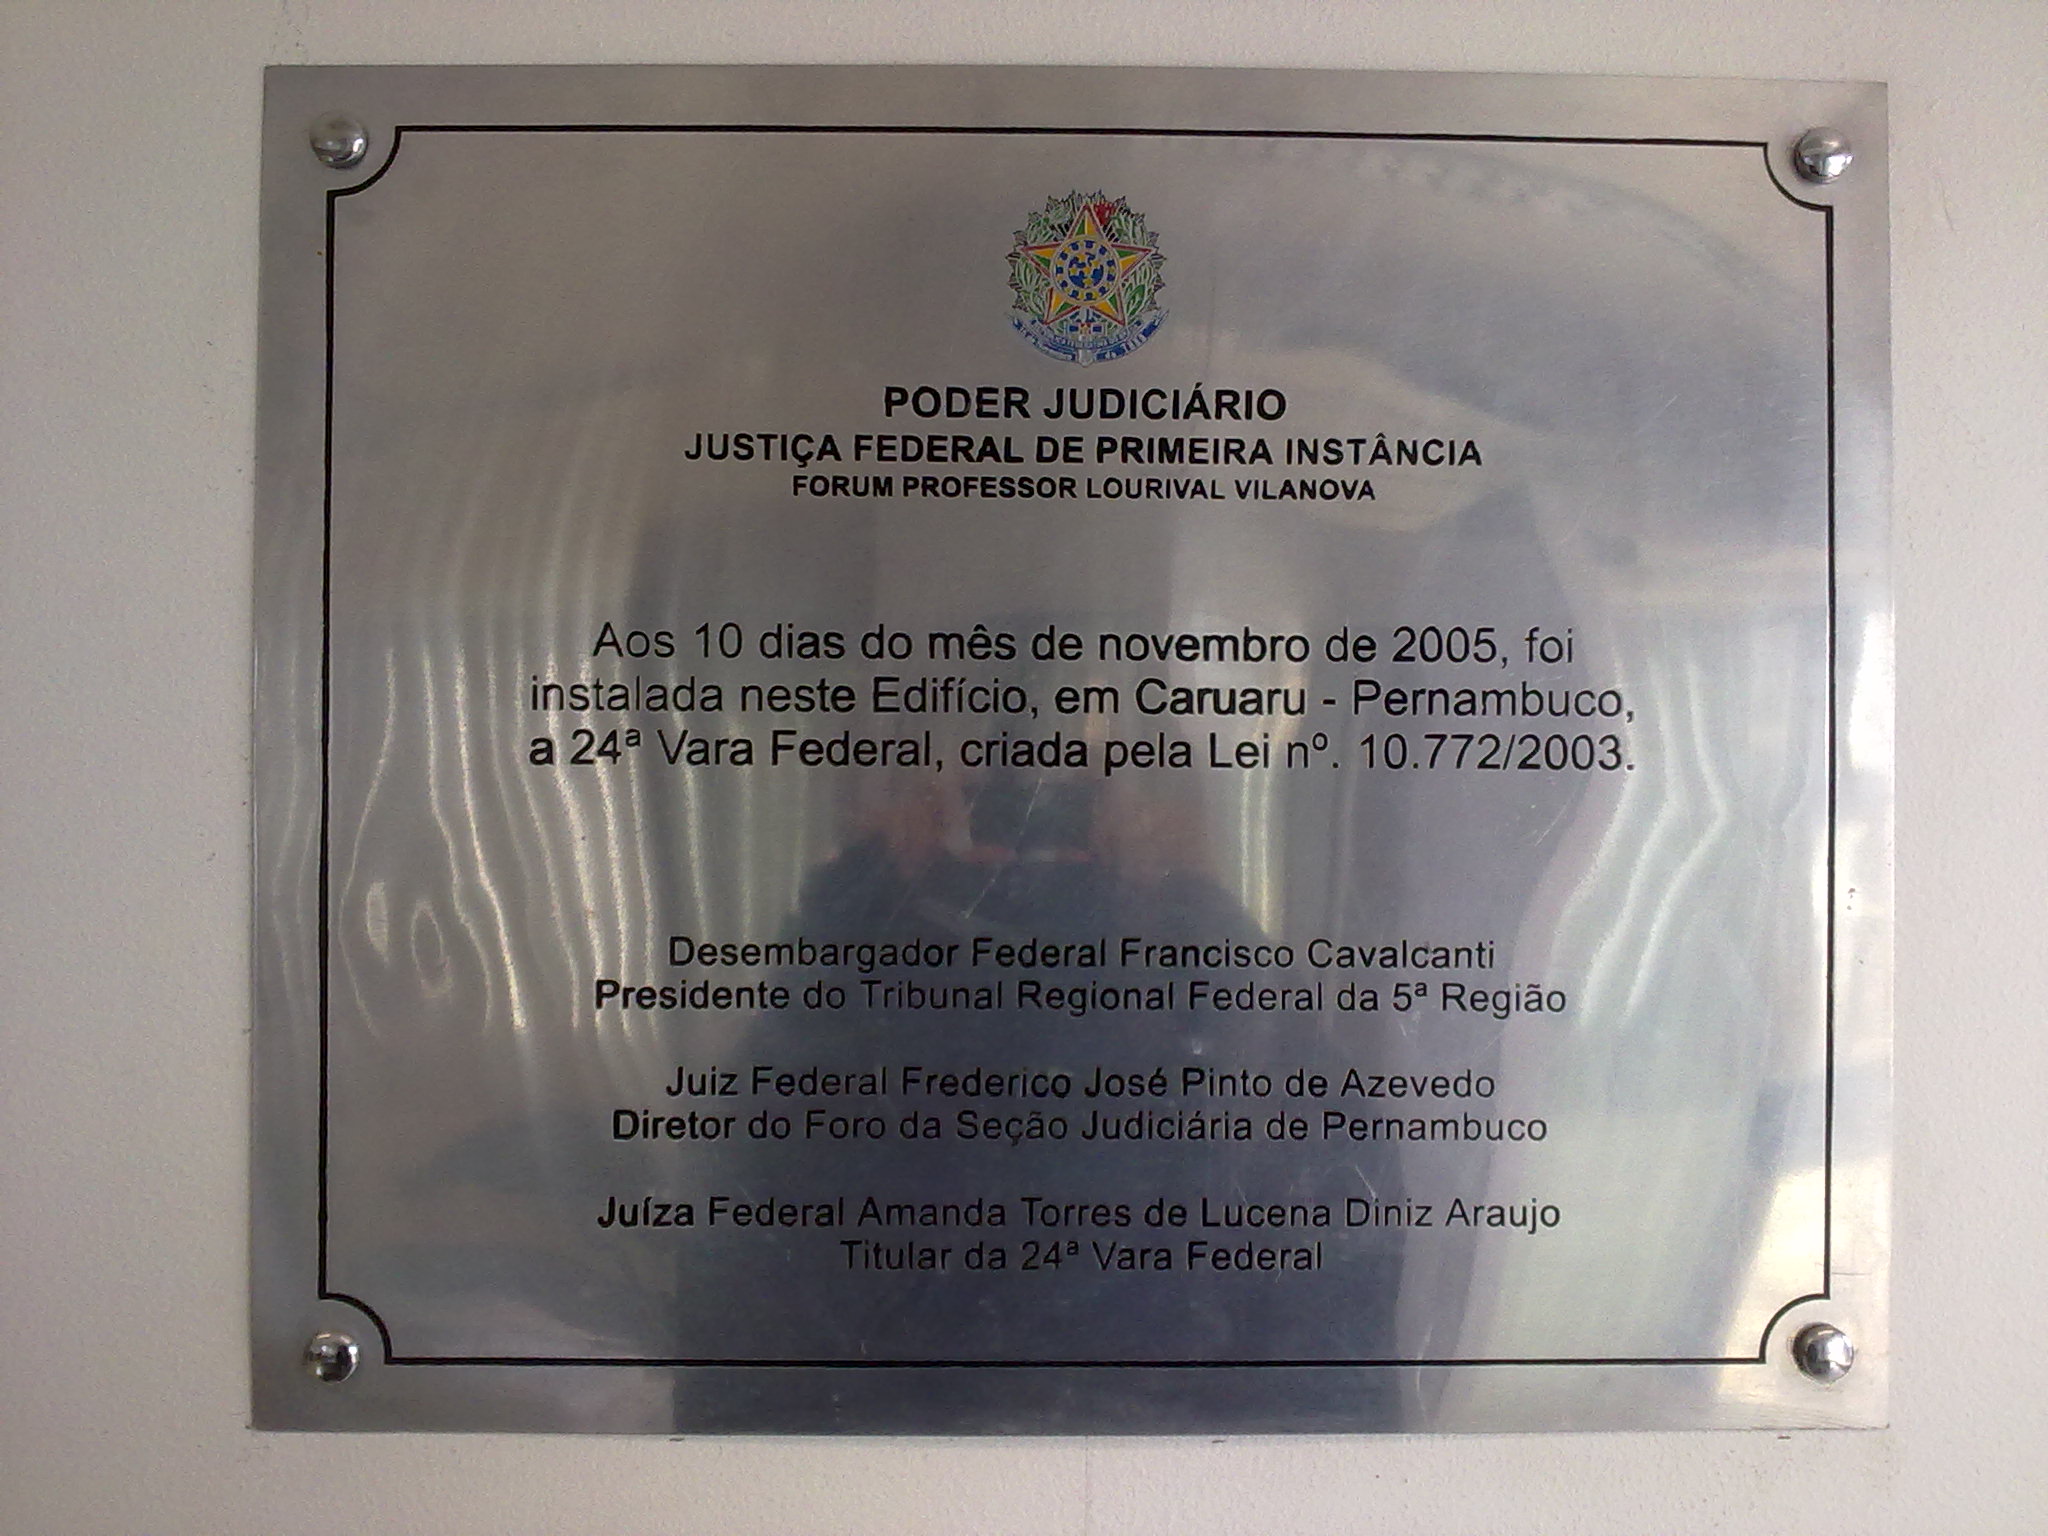 PODER JUDICIÁRIO
JUSTIÇA FEDERAL DE PRIMEIRA INSTÂNCIA
FORUM PROFESSOR LOURIVAL VILANOVA
Aos 10 dias do mês de novembro de 2005, foi
instalada neste Edifício, em Caruaru - Pernambuco,
a 24ª Vara Federal, criada pela Lei nº. 10.772/2003.
Desembargador Federal Francisco Cavalcanti
Presidente do Tribunal Regional Federal da 5ª Região
Juiz Federal Frederico José Pinto de Azevedo
Diretor do Foro da Seção Judiciária de Pernambuco
Juíza Federal Amanda Torres de Lucena Diniz Araujo
Titular da 24ª Vara Federal